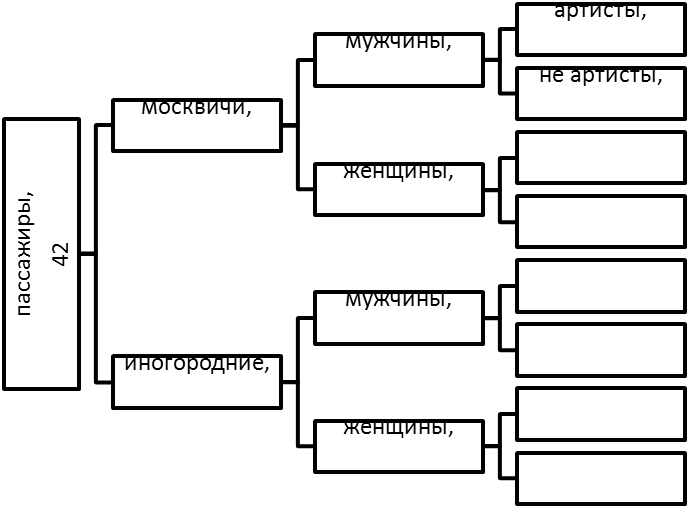 пассажиры,
42
москвичи,
мужчины,
артисты,
не артисты,
женщины,
иногородние,
мужчины,
женщины,